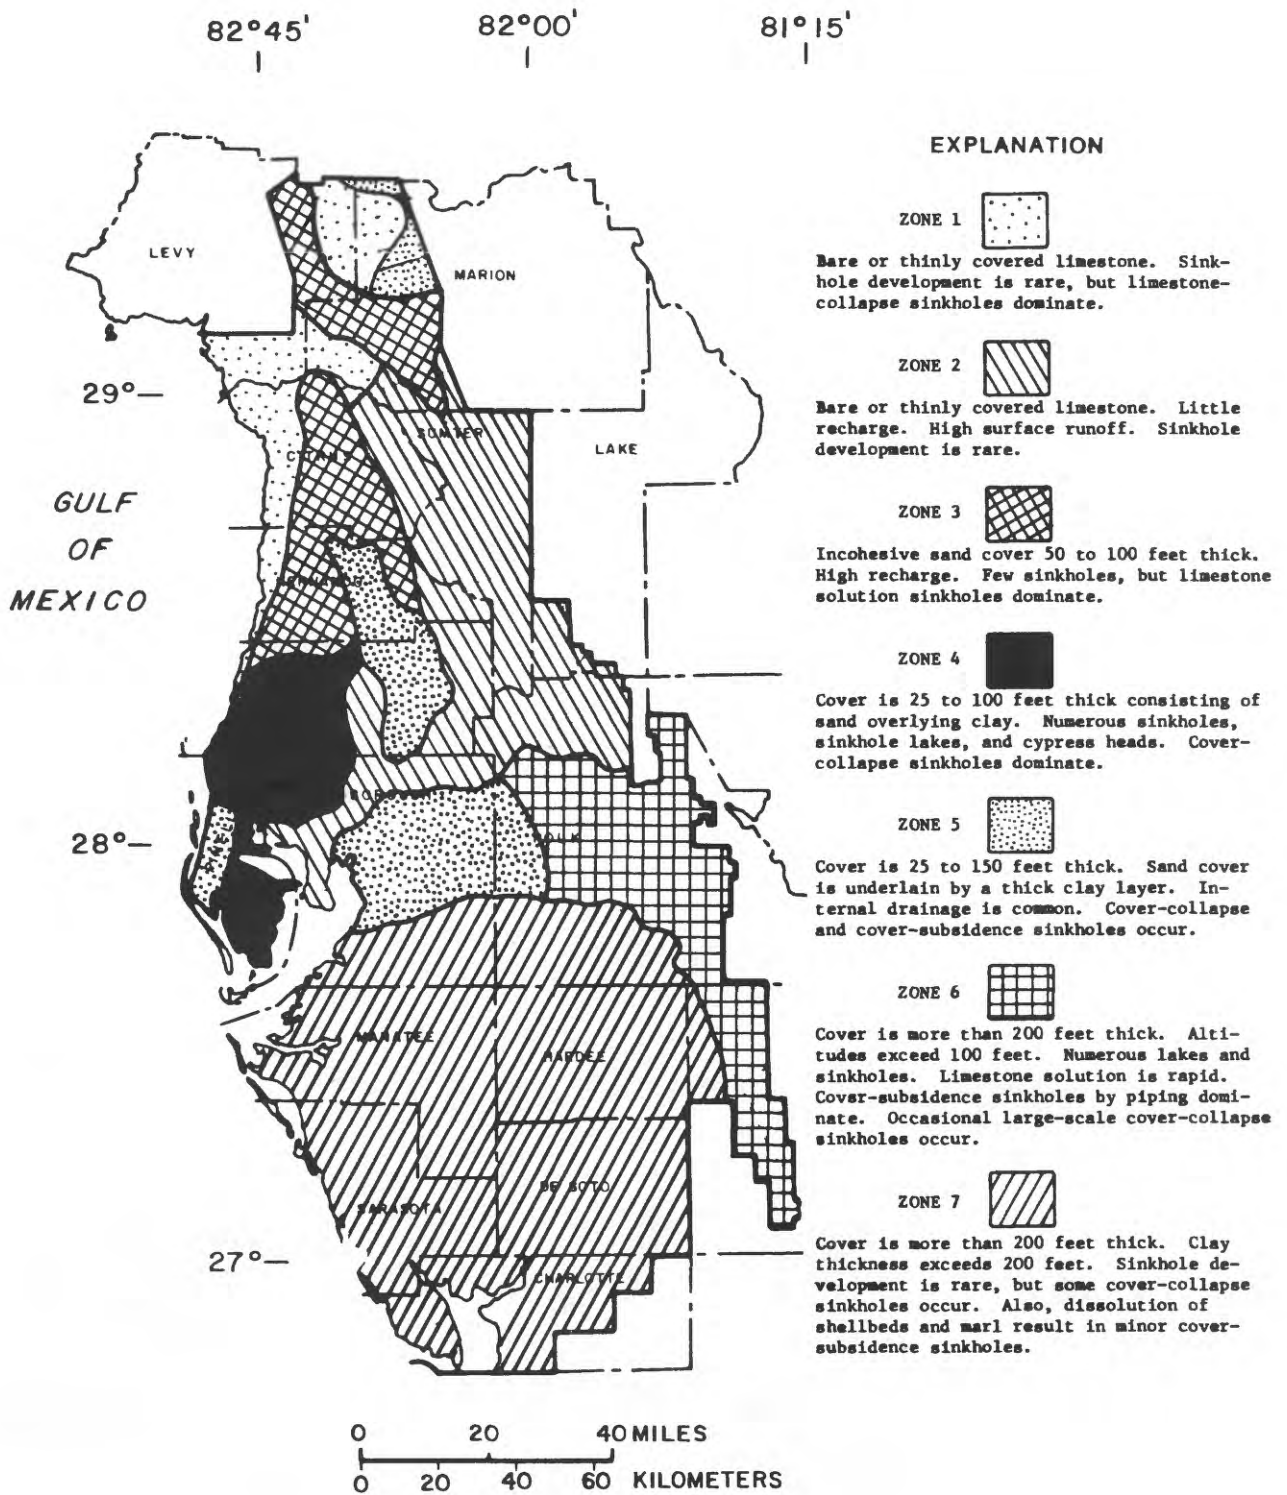 82°45'
82°00'
81°15'
EXPLANATION
ZONE 1
Bare or thinly covered limestone. Sink-
hole development is rare, but limestone-
collapse sinkholes dominate.
ZONE 2
Bare or thinly covered limestone. Little
recharge. High surface runoff. Sinkhole
development is rare.
ZONE 3
Incohesive sand cover 50 to 100 feet thick.
High recharge. Few sinkholes, but limestone
solution sinkholes dominate.
ZONE 4
Cover is 25 to 100 feet thick consisting of
sand overlying clay. Numerous sinkholes,
sinkhole lakes, and cypress heads. Cover-
collapse sinkholes dominate.
ZONE 5
Cover is 25 to 150 feet thick. Sand cover
is underlain by a thick clay layer. In-
ternal drainage is common. Cover-collapse
and cover-subsidence sinkholes occur.
ZONE 6
Cover is more than 200 feet thick. Alti-
tudes exceed 100 feet. Numerous lakes and
sinkholes. Limestone solution is rapid.
Cover-subsidence sinkholes by piping domi-
nate. Occasional large-scale cover-collapse
sinkholes occur.
ZONE 7
Cover is more than 200 feet thick. Clay
thickness exceeds 200 feet. Sinkhole de-
velopment is rare, but some cover-collapse
sinkholes occur. Also, dissolution of
shellbeds and marl result in minor cover-
subsidence sinkholes.
LEVY
MARION
29°
SUMTER
LAKE
GULF
OF
MEXICO
28°
POLK
MANATEE
HARDEE
DE SOTO
SARASOTA
27°
CHARLOTTE
0 20 40 MILES
0 20 40 60 KILOMETERS